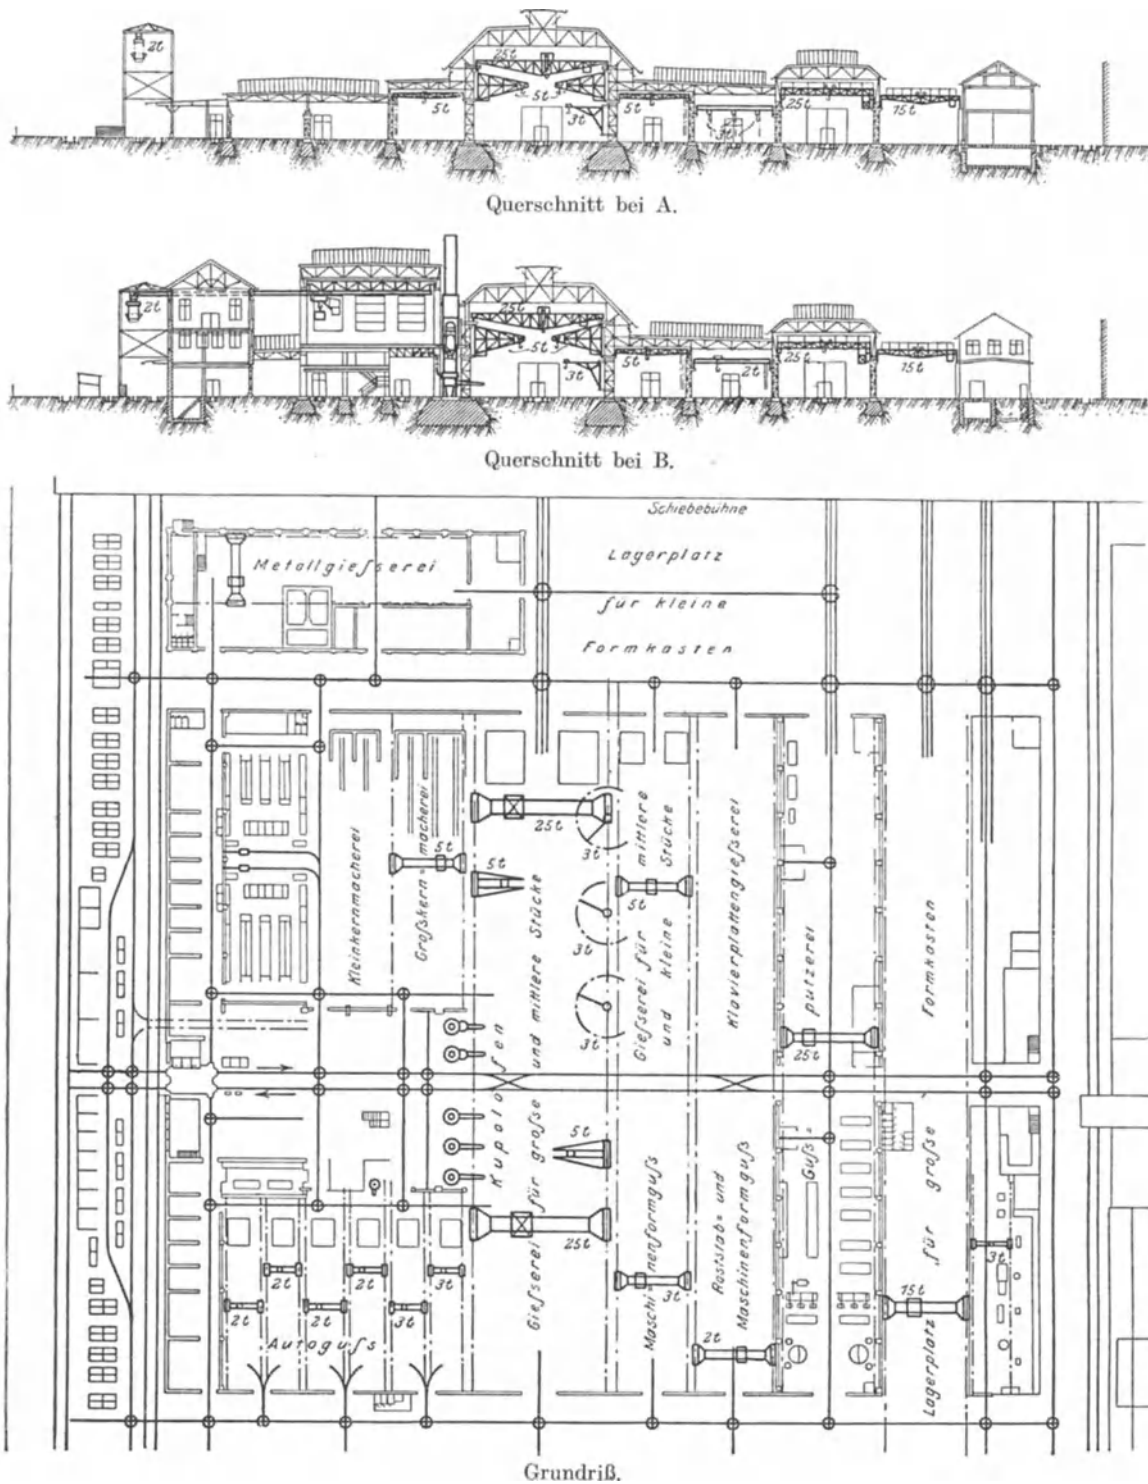 2t
25t
5t
5t
5t
3t
3t
25t
15t
Querschnitt bei A.
2t
25t
5t
3t
5t
2t
25t
15t
Querschnitt bei B.
Schiebebühne
Metallgießerei
Lagerplatz
für kleine
Formkasten
25t
3t
5t
5t
5t
3t
3t
Kleinkernmacherei
Großkern=macherei
Gießerei für große und mittlere Stücke
Gießerei für mittlere
und kleine Stücke
Klavierplattengießerei
putzerei
25t
Formkasten
Kupolofen
5t
25t
2t
2t
3t
2t
2t
3t
Autoguß
Maschinenformguß
3t
Roststab= und
Maschinenformguß
2t
Guß=
15t
3t
Lagerplatz für große
Grundriß.